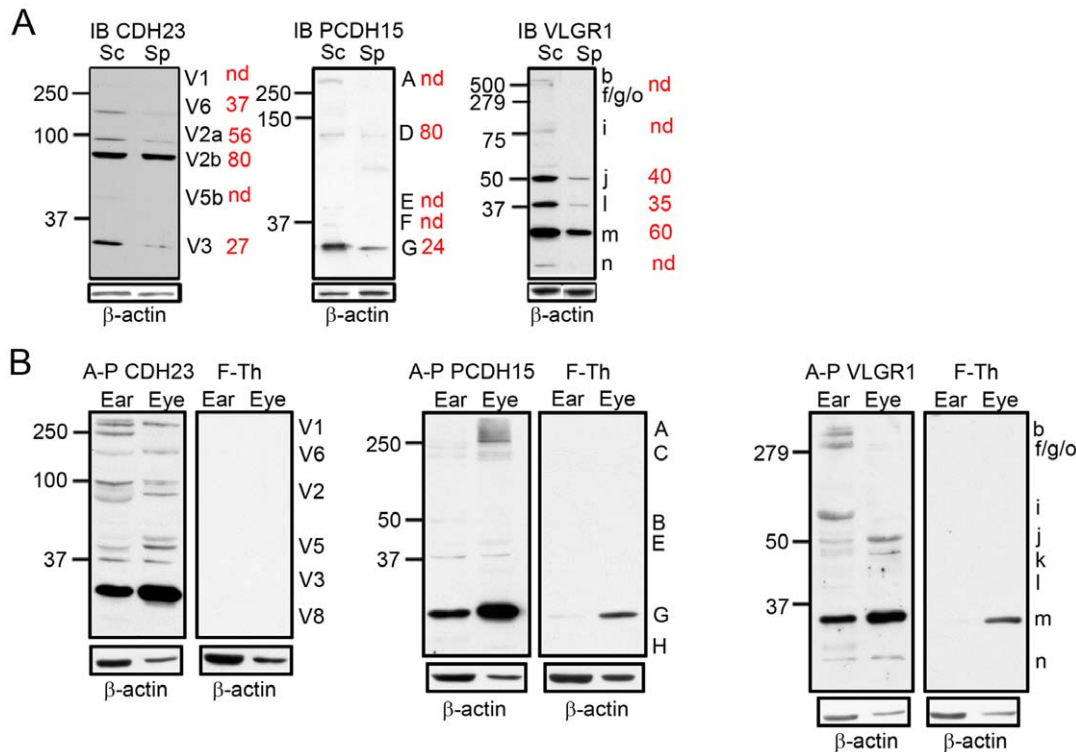 A
IB CDH23 IB PCDH15 IB VLGR1
Sc Sp Sc Sp Sc Sp
250
100
37
V1 nd
V6 37
V2a 56
V2b 80
V5b nd
V3 27
β-actin
250
150
37
A nd
D 80
E nd
F nd
G 24
β-actin
500
279
75
50
37
b
f/g/o nd
i nd
j 40
l 35
m 60
n nd
β-actin
B
A-P CDH23 F-Th
Ear Eye Ear Eye
250
100
37
V1
V6
V2
V5
V3
V8
β-actin
A-P PCDH15 F-Th
Ear Eye Ear Eye
250
50
37
A
C
B
E
G
H
β-actin β-actin
A-P VLGR1 F-Th
Ear Eye Ear Eye
279
50
37
b
f/g/o
i
j
k
l
m
n
β-actin β-actin